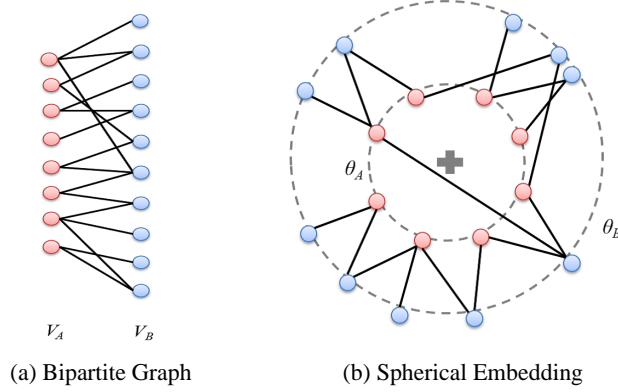 θ_A
θ_B
V_A
V_B
(a) Bipartite Graph
(b) Spherical Embedding